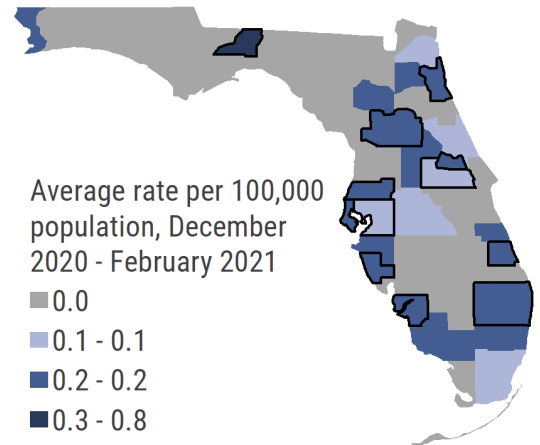 Average rate per 100,000
population, December
2020 - February 2021
0.0
0.1 - 0.1
0.2 - 0.2
0.3 - 0.8